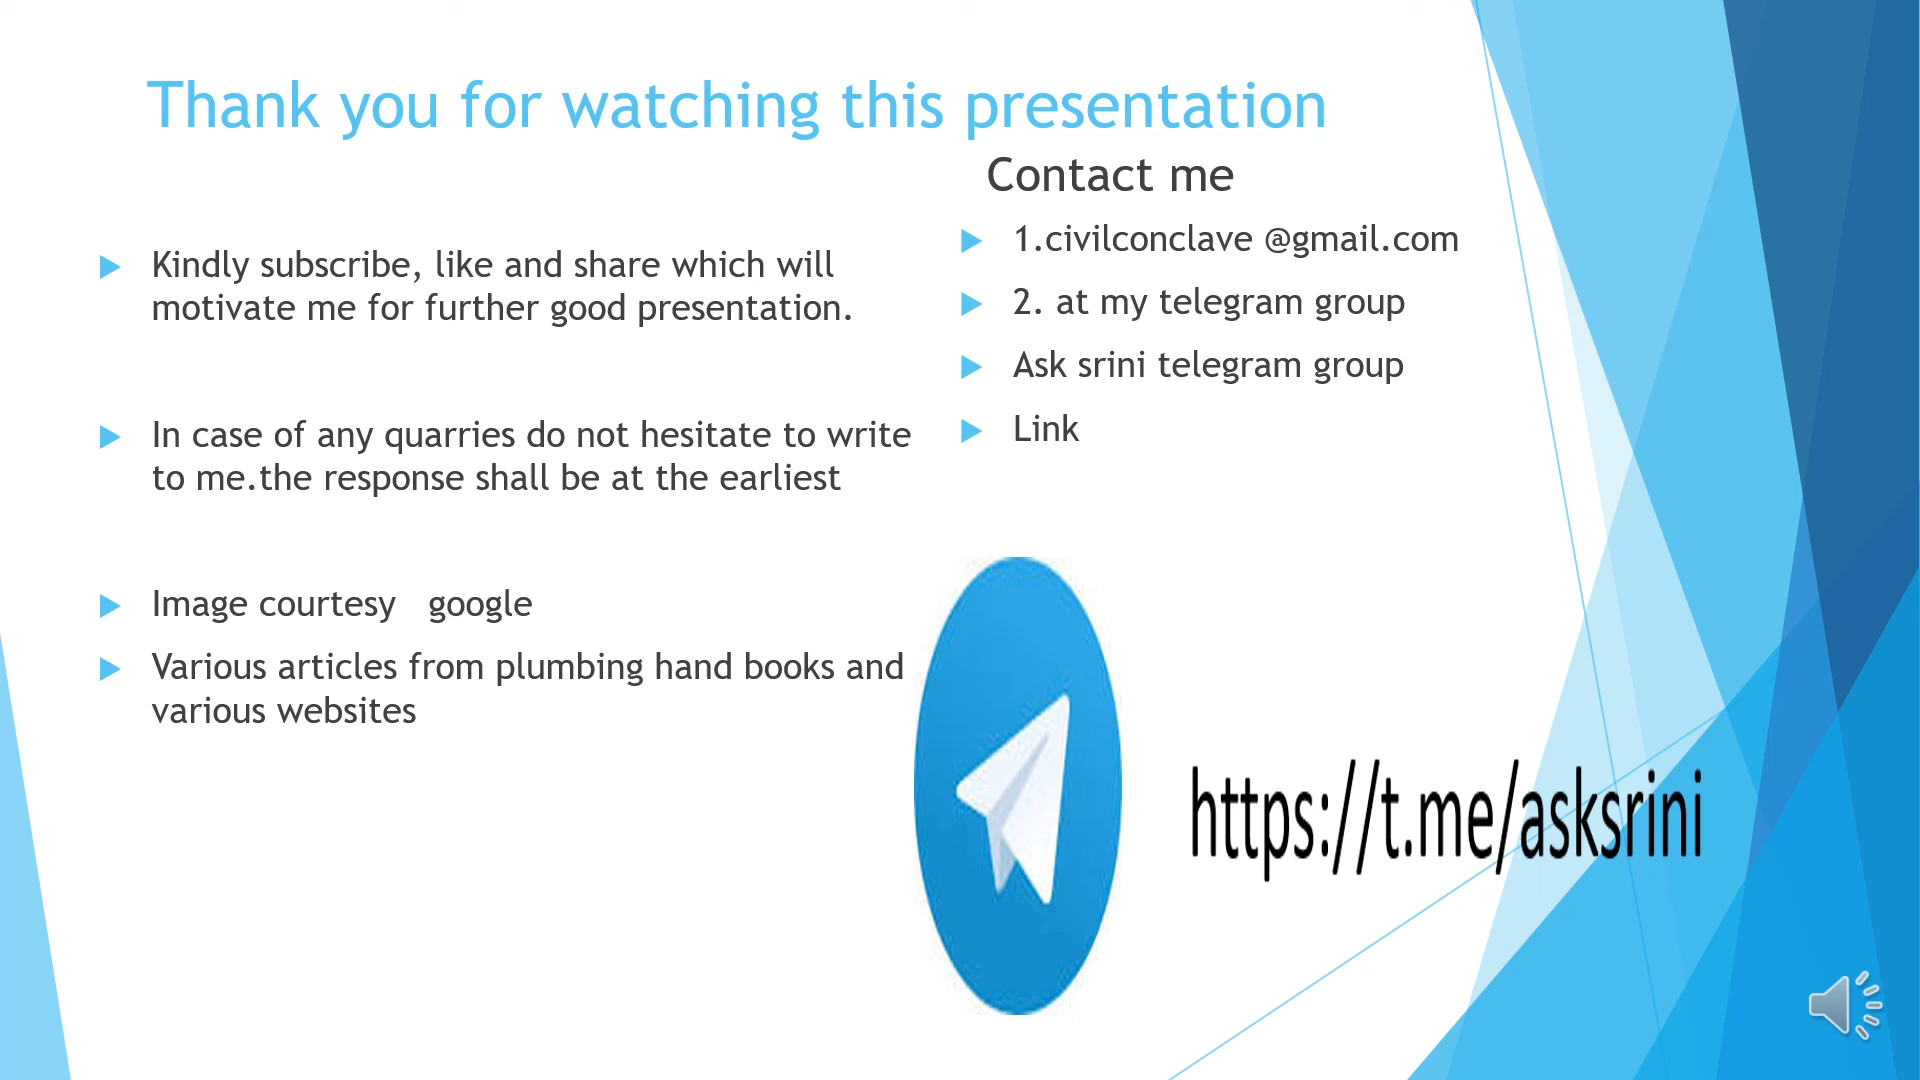 Thank you for watching this presentation
Kindly subscribe, like and share which will
motivate me for further good presentation.
In case of any quarries do not hesitate to write
to me.the response shall be at the earliest
Image courtesy   google
Various articles from plumbing hand books and
various websites
Contact me
1.civilconclave @gmail.com
2. at my telegram group
Ask srini telegram group
Link
https://t.me/asksrini